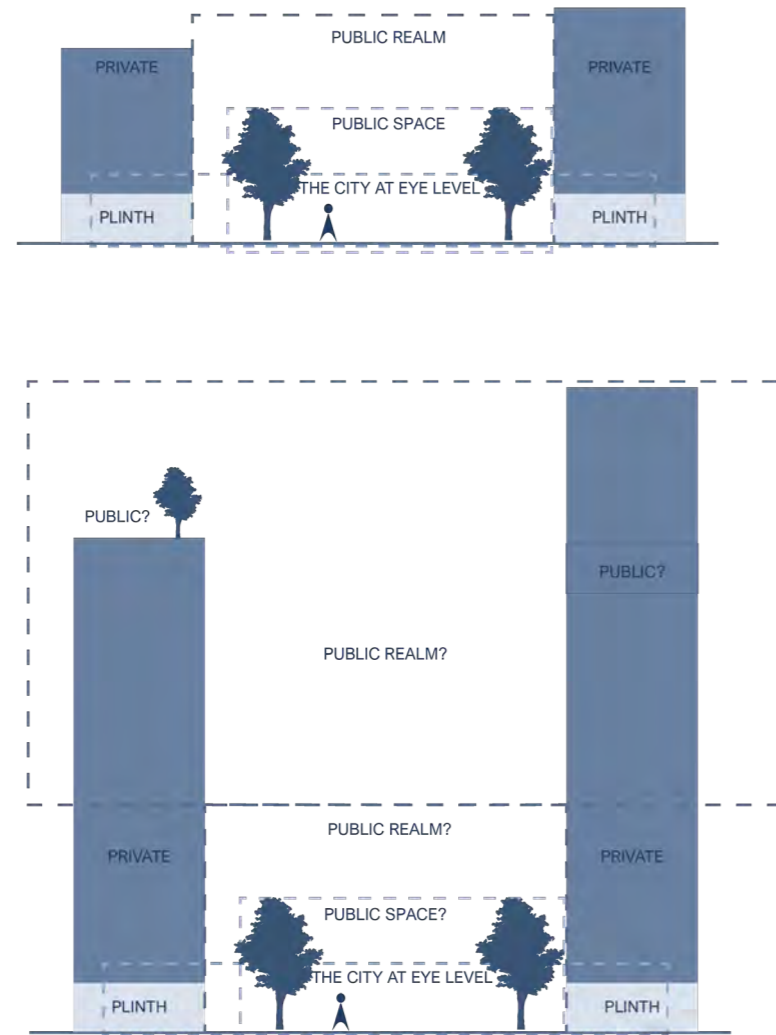 PUBLIC REALM
PRIVATE
PRIVATE
PUBLIC SPACE
THE CITY AT EYE LEVEL
PLINTH
PLINTH
PUBLIC?
PUBLIC?
PUBLIC REALM?
PUBLIC REALM?
PRIVATE
PRIVATE
PUBLIC SPACE?
THE CITY AT EYE LEVEL
PLINTH
PLINTH